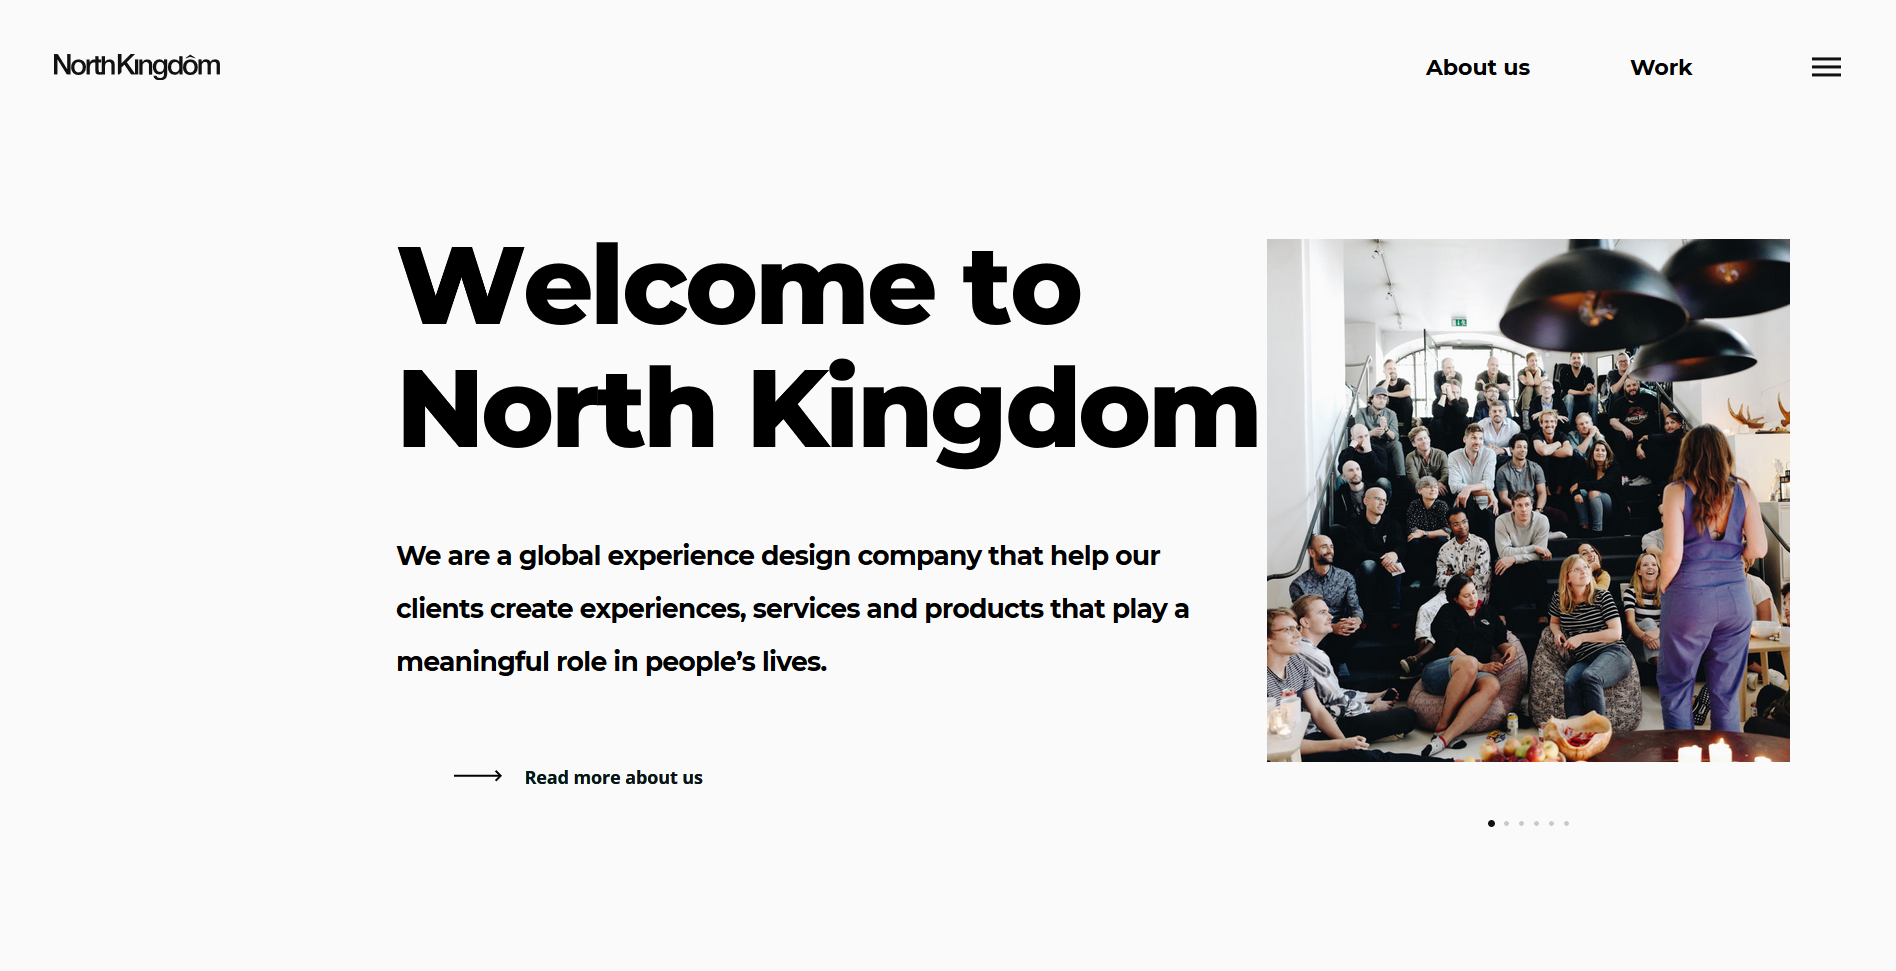 NorthKingdôm
About us
Work
Welcome to
North Kingdom
We are a global experience design company that help our
clients create experiences, services and products that play a
meaningful role in people’s lives.
Read more about us